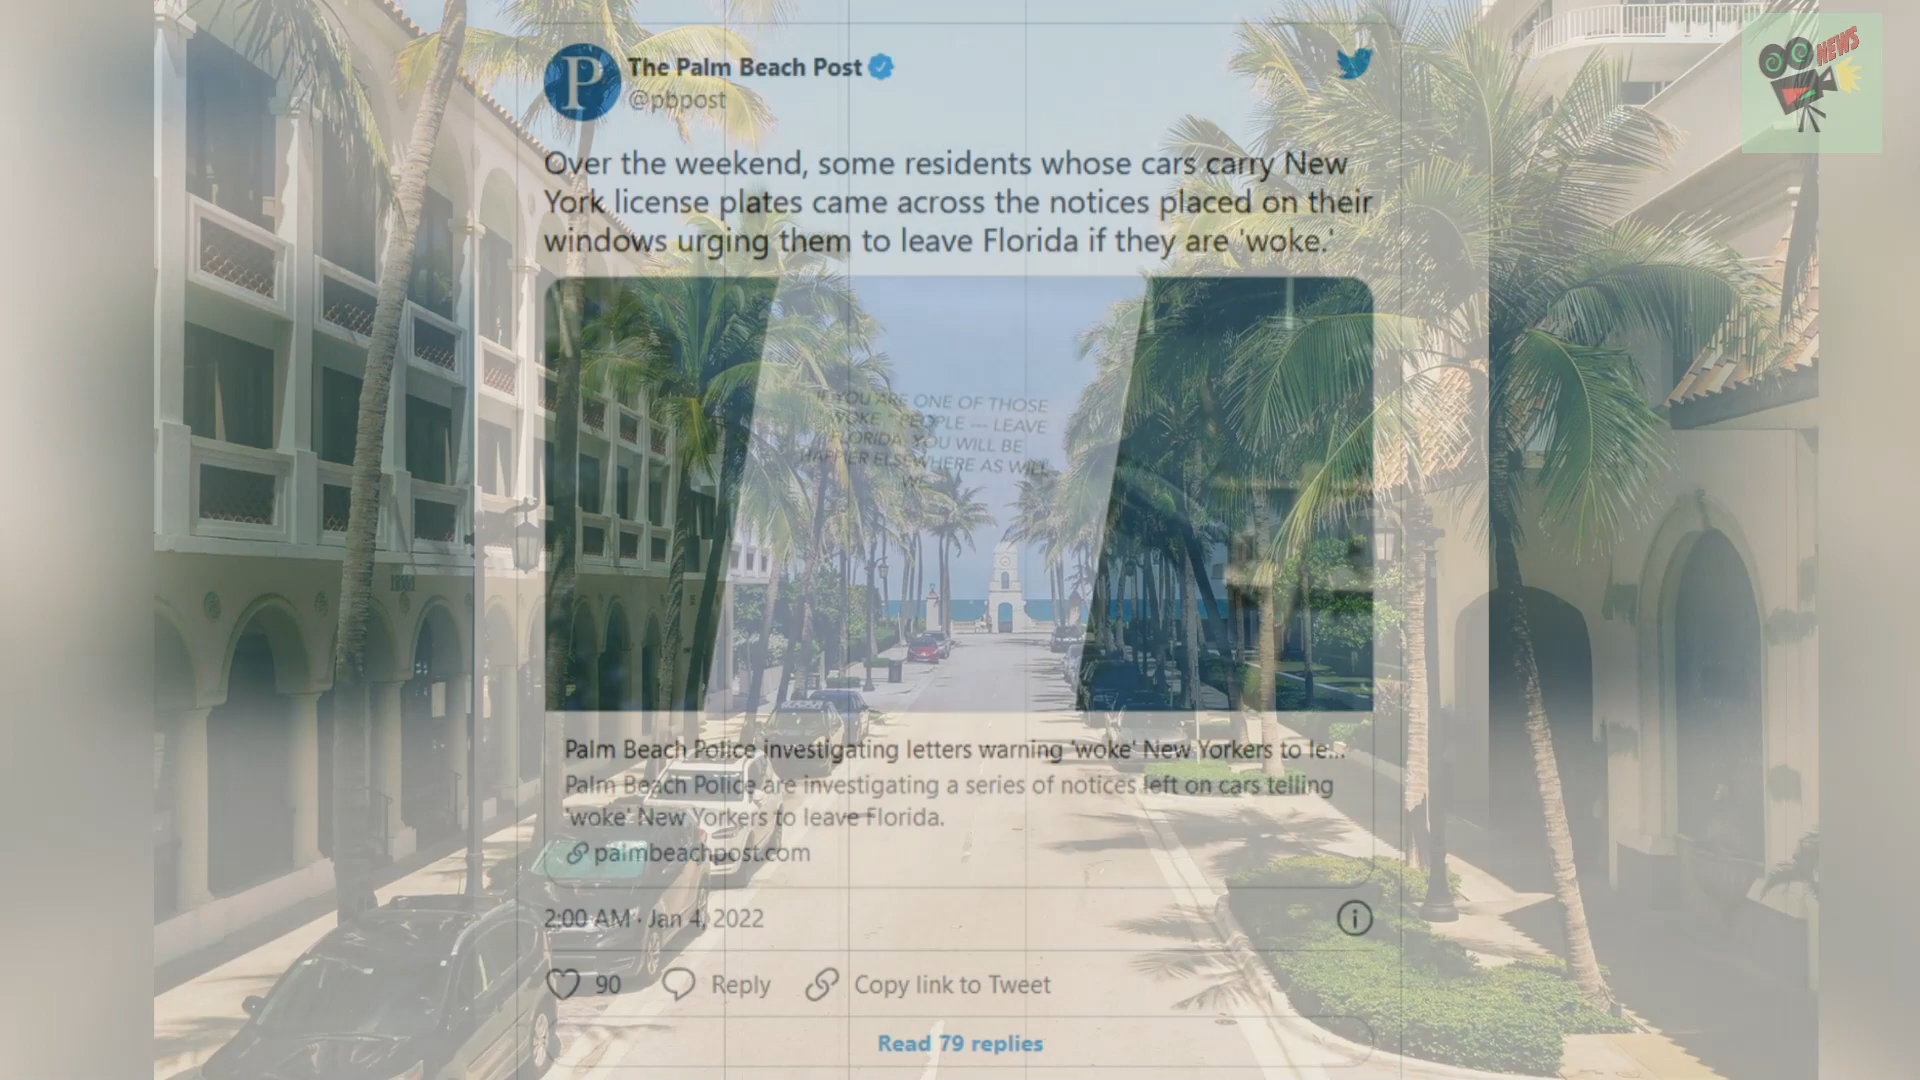 The Palm Beach Post
@pbpost
NEWS
Over the weekend, some residents whose cars carry New
York license plates came across the notices placed on their
windows urging them to leave Florida if they are 'woke.'
IF YOU ARE ONE OF THOSE
"WOKE" PEOPLE — LEAVE
FLORIDA. YOU WILL BE
HAPPIER ELSEWHERE AS WILL
WE
Palm Beach Police investigating letters warning 'woke' New Yorkers to le...
Palm Beach Police are investigating a series of notices left on cars telling
'woke' New Yorkers to leave Florida.
palmbeachpost.com
2:00 AM · Jan 4, 2022
90 Reply Copy link to Tweet
Read 79 replies